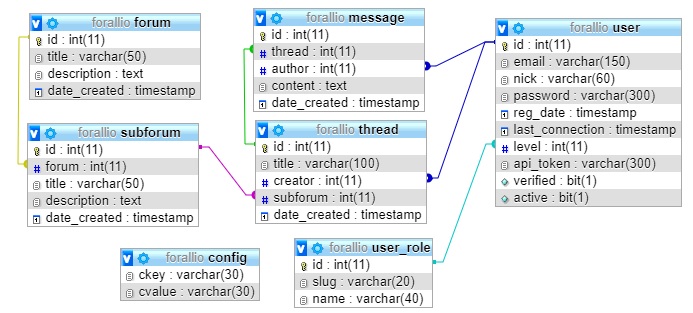 forallio forum
id : int(11)
title : varchar(50)
description : text
date_created : timestamp
forallio subforum
id : int(11)
forum : int(11)
title : varchar(50)
description : text
date_created : timestamp
forallio message
id : int(11)
thread : int(11)
author : int(11)
content : text
date_created : timestamp
forallio thread
id : int(11)
title : varchar(100)
creator : int(11)
subforum : int(11)
date_created : timestamp
forallio user
id : int(11)
email : varchar(150)
nick : varchar(60)
password : varchar(300)
reg_date : timestamp
last_connection : timestamp
level : int(11)
api_token : varchar(300)
verified : bit(1)
active : bit(1)
forallio config
ckey : varchar(30)
cvalue : varchar(30)
forallio user_role
id : int(11)
slug : varchar(20)
name : varchar(40)